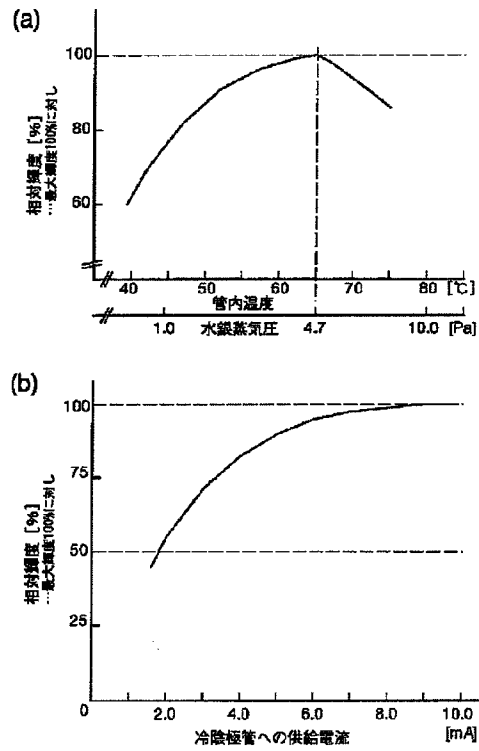 (a)
100
80
60
相対輝度 [%]
…最大輝度100%に対し
40 50 60 70 80 [℃]
管内温度
1.0 水銀蒸気圧 4.7 10.0 [Pa]
(b)
100
75
50
25
0
相対輝度 [%]
…最大輝度100%に対し
2.0 4.0 6.0 8.0 10.0
[mA]
冷陰極管への供給電流